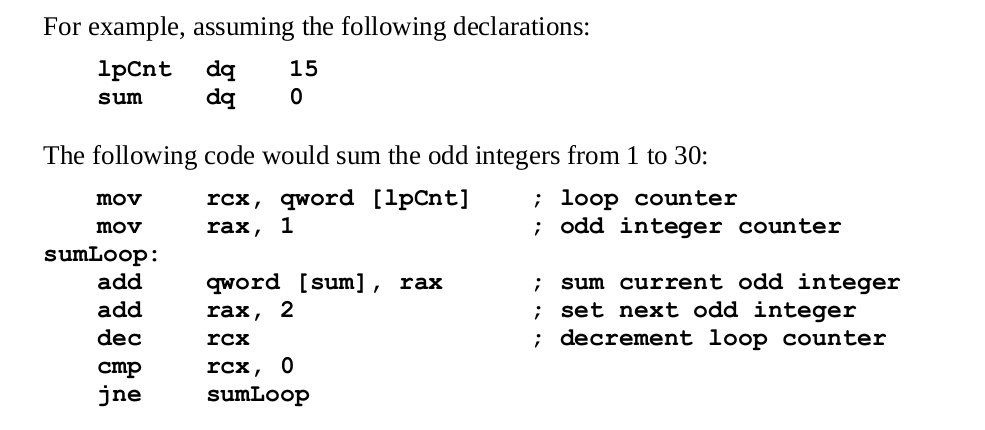 For example, assuming the following declarations:
lpCnt dq 15
sum dq 0
The following code would sum the odd integers from 1 to 30:
mov rcx, qword [lpCnt] ; loop counter
mov rax, 1 ; odd integer counter
sumLoop:
add qword [sum], rax ; sum current odd integer
add rax, 2 ; set next odd integer
dec rcx ; decrement loop counter
cmp rcx, 0
jne sumLoop